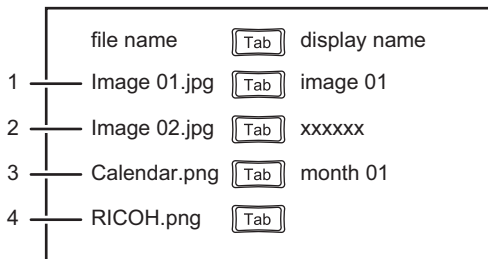 file name Tab display name
1 Image 01.jpg Tab image 01
2 Image 02.jpg Tab xxxxxx
3 Calendar.png Tab month 01
4 RICOH.png Tab